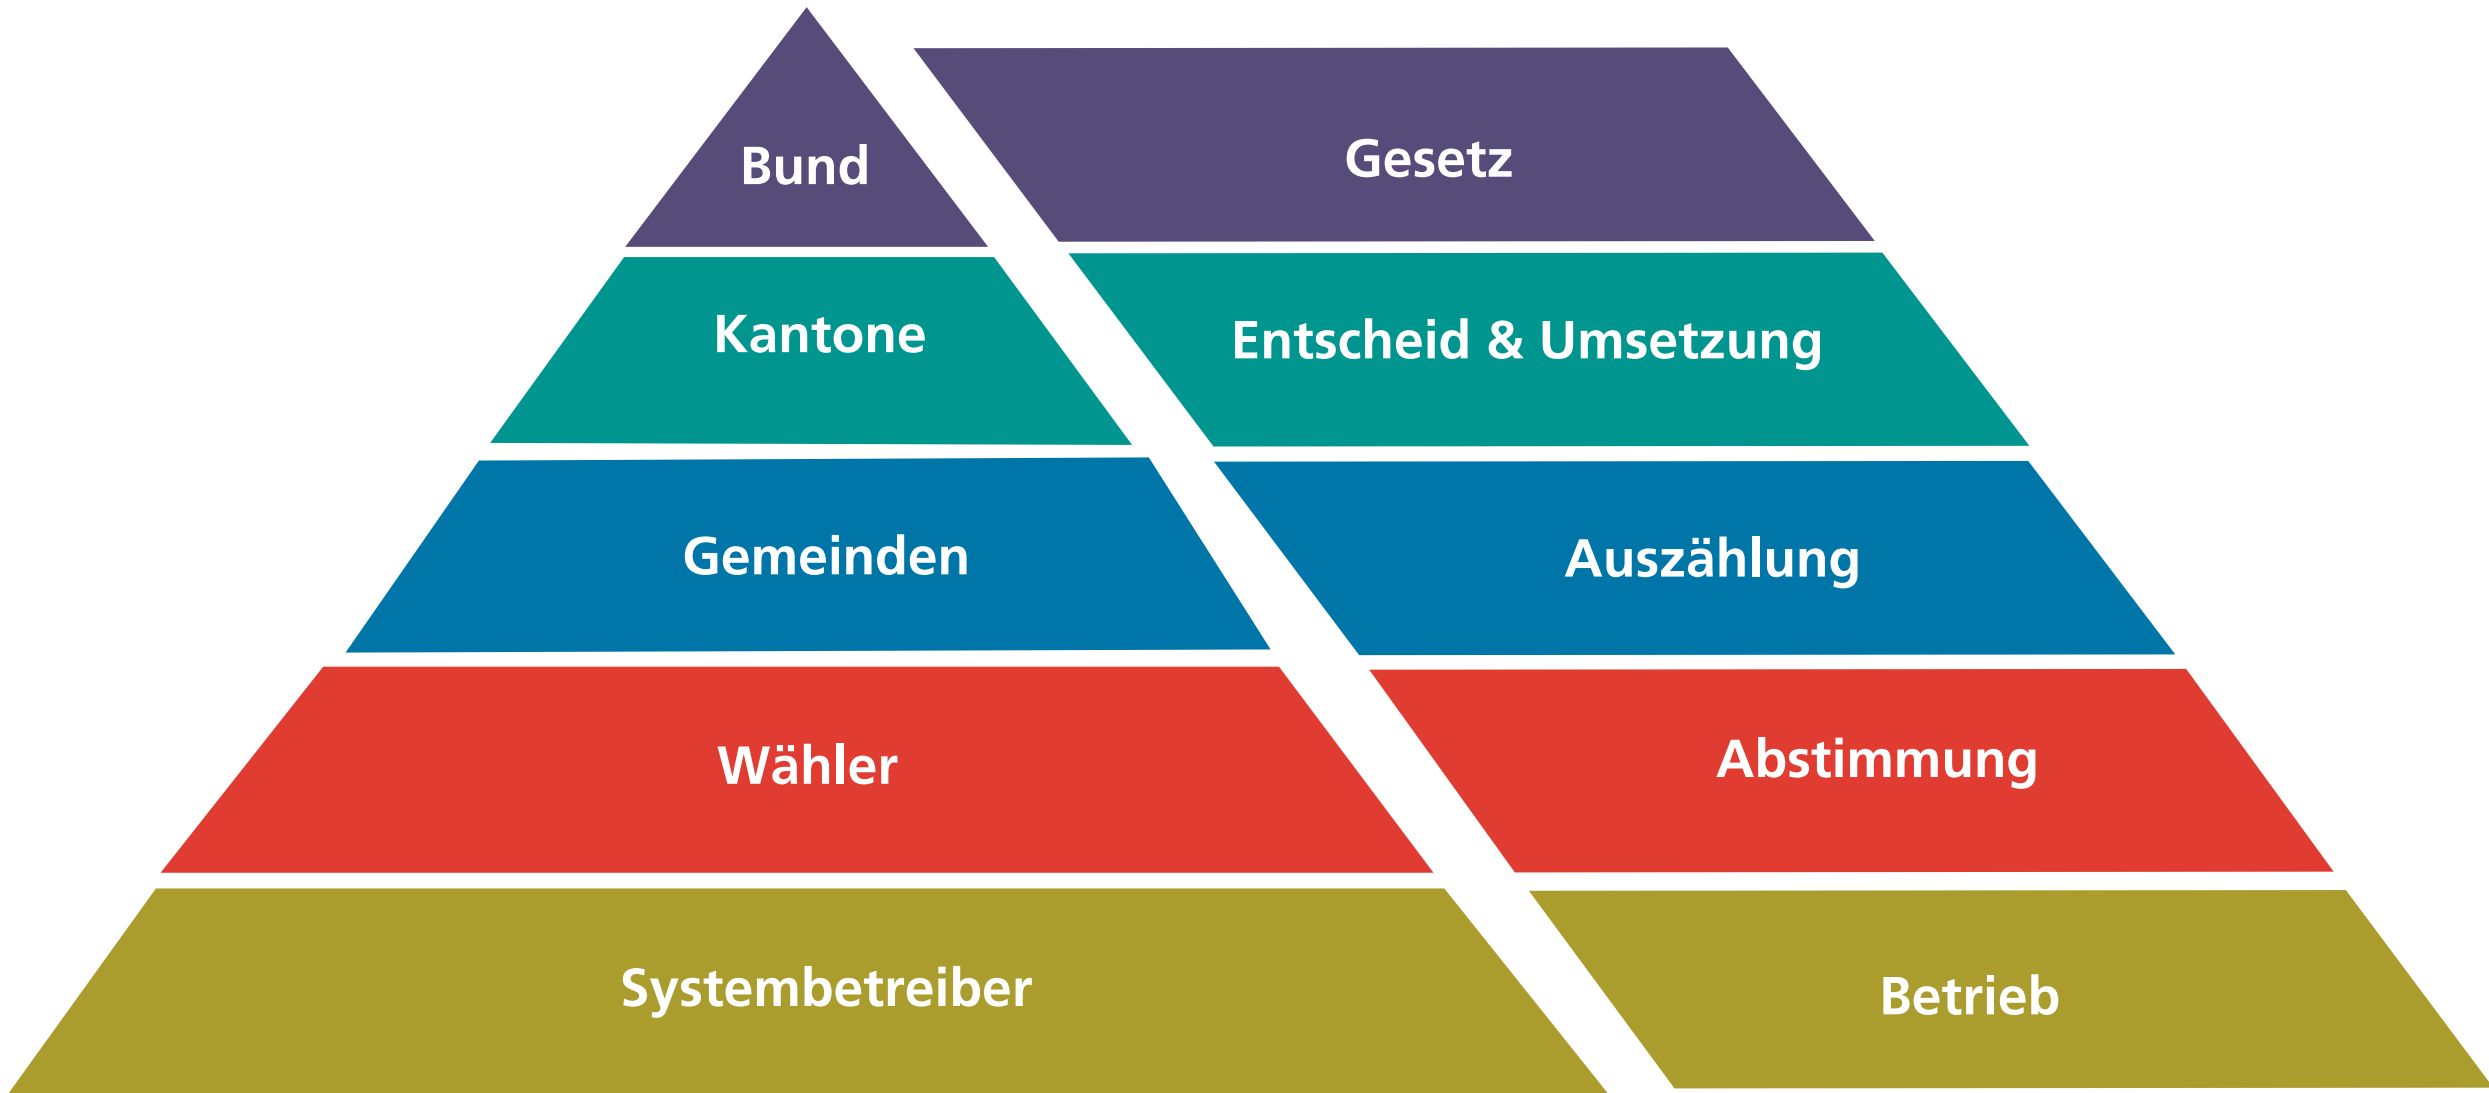 Bund
Gesetz
Kantone
Entscheid & Umsetzung
Gemeinden
Auszählung
Wähler
Abstimmung
Systembetreiber
Betrieb